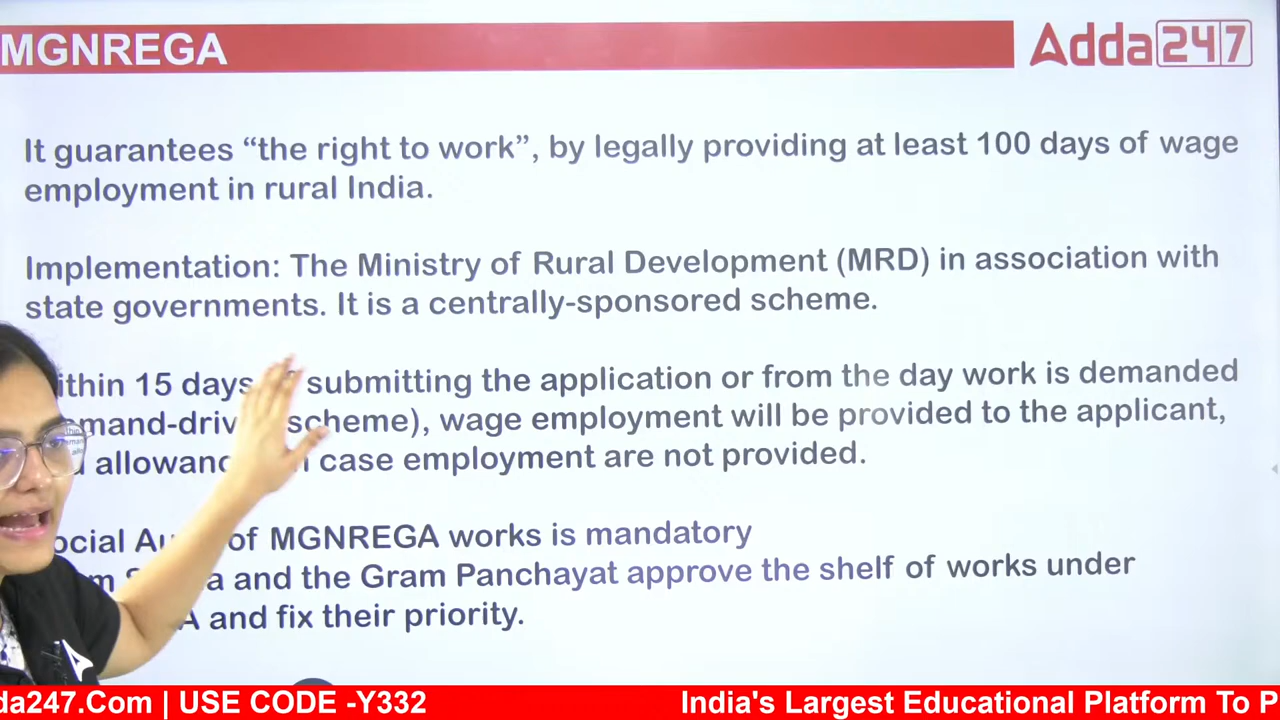 MGNREGA
Adda247
It guarantees “the right to work”, by legally providing at least 100 days of wage
employment in rural India.
Implementation: The Ministry of Rural Development (MRD) in association with
state governments. It is a centrally-sponsored scheme.
ithin 15 days submitting the application or from the day work is demanded
mand-driv scheme), wage employment will be provided to the applicant,
allowanc case employment are not provided.
ocial Au of MGNREGA works is mandatory
m S a and the Gram Panchayat approve the shelf of works under
A and fix their priority.
da247.Com | USE CODE -Y332
India's Largest Educational Platform To P